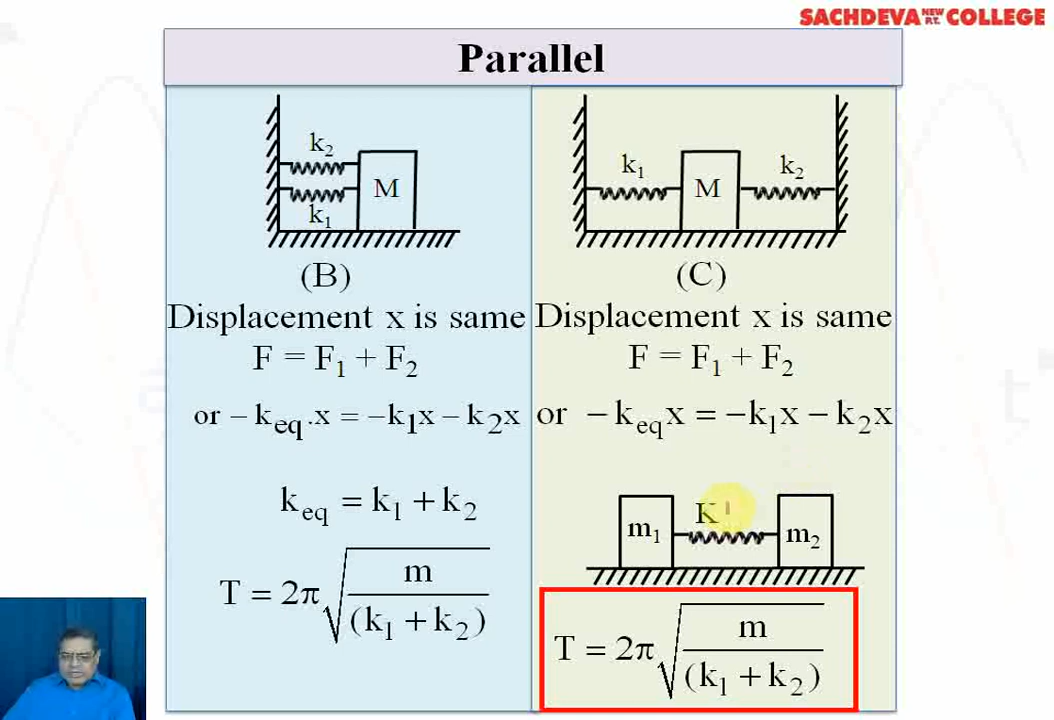 SACHDEVA NEW P.T. COLLEGE
Parallel
k2
M
k1
(B)
Displacement x is same
F = F1 + F2
or − keq.x = −k1x − k2x
keq = k1 + k2
T = 2π√(m/(k1 + k2))
k1
M
k2
(C)
Displacement x is same
F = F1 + F2
or − keqx = −k1x − k2x
K
m1
m2
T = 2π√(m/(k1 + k2))
t